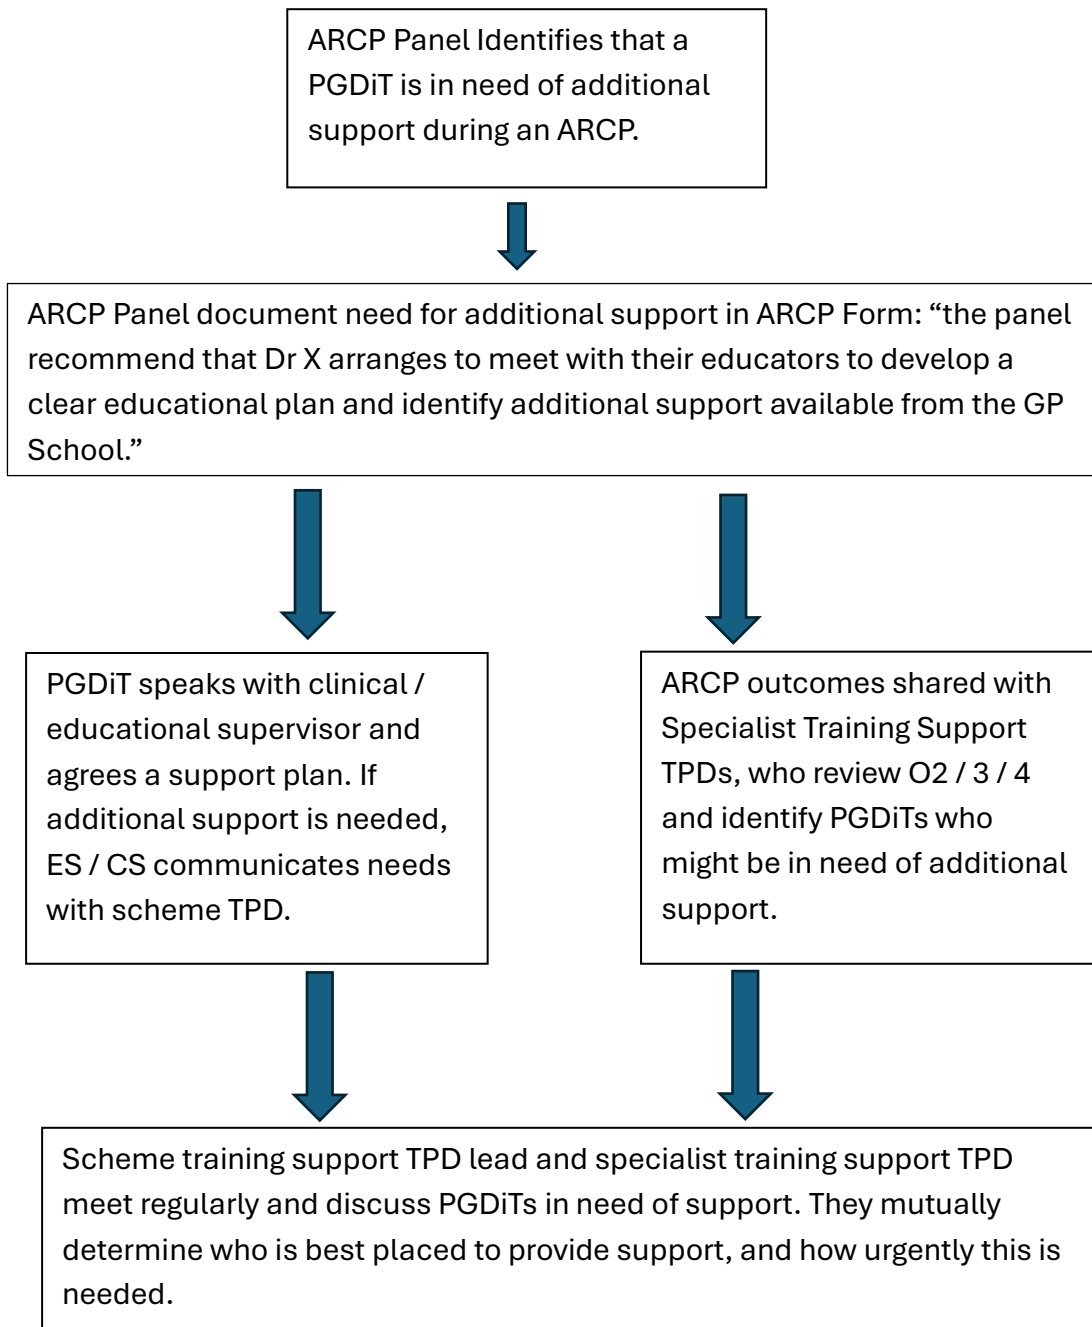 ARCP Panel Identifies that a
PGDiT is in need of additional
support during an ARCP.
ARCP Panel document need for additional support in ARCP Form: “the panel
recommend that Dr X arranges to meet with their educators to develop a
clear educational plan and identify additional support available from the GP
School.”
PGDiT speaks with clinical /
educational supervisor and
agrees a support plan. If
additional support is needed,
ES / CS communicates needs
with scheme TPD.
ARCP outcomes shared with
Specialist Training Support
TPDs, who review O2 / 3 / 4
and identify PGDiTs who
might be in need of additional
support.
Scheme training support TPD lead and specialist training support TPD
meet regularly and discuss PGDiTs in need of support. They mutually
determine who is best placed to provide support, and how urgently this is
needed.